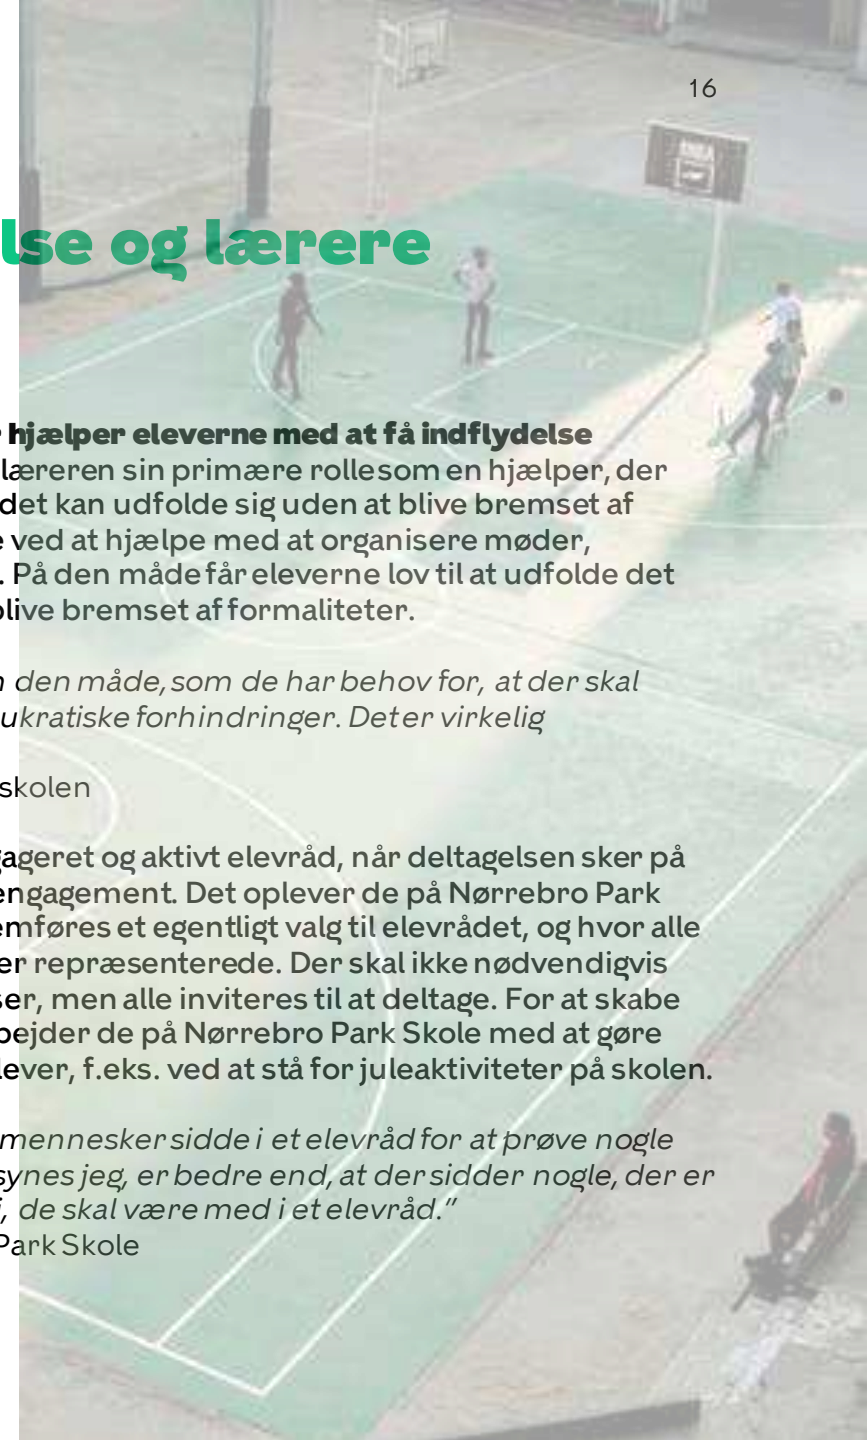 16
lse og lærere
hjælper eleverne med at få indflydelse
læreren sin primære rolle som en hjælper, der
det kan udfolde sig uden at blive bremset af
ved at hjælpe med at organisere møder,
. På den måde får eleverne lov til at udfolde det
blive bremset af formaliteter.
den måde, som de har behov for, at der skal
ukratiske forhindringer. Det er virkelig
skolen
gageret og aktivt elevråd, når deltagelsen sker på
engagement. Det oplever de på Nørrebro Park
emføres et egentligt valg til elevrådet, og hvor alle
er repræsenterede. Der skal ikke nødvendigvis
ser, men alle inviteres til at deltage. For at skabe
bejder de på Nørrebro Park Skole med at gøre
lever, f.eks. ved at stå for juleaktiviteter på skolen.
mennesker sidde i et elevråd for at prøve nogle
synes jeg, er bedre end, at der sidder nogle, der er
i, de skal være med i et elevråd.”
Park Skole